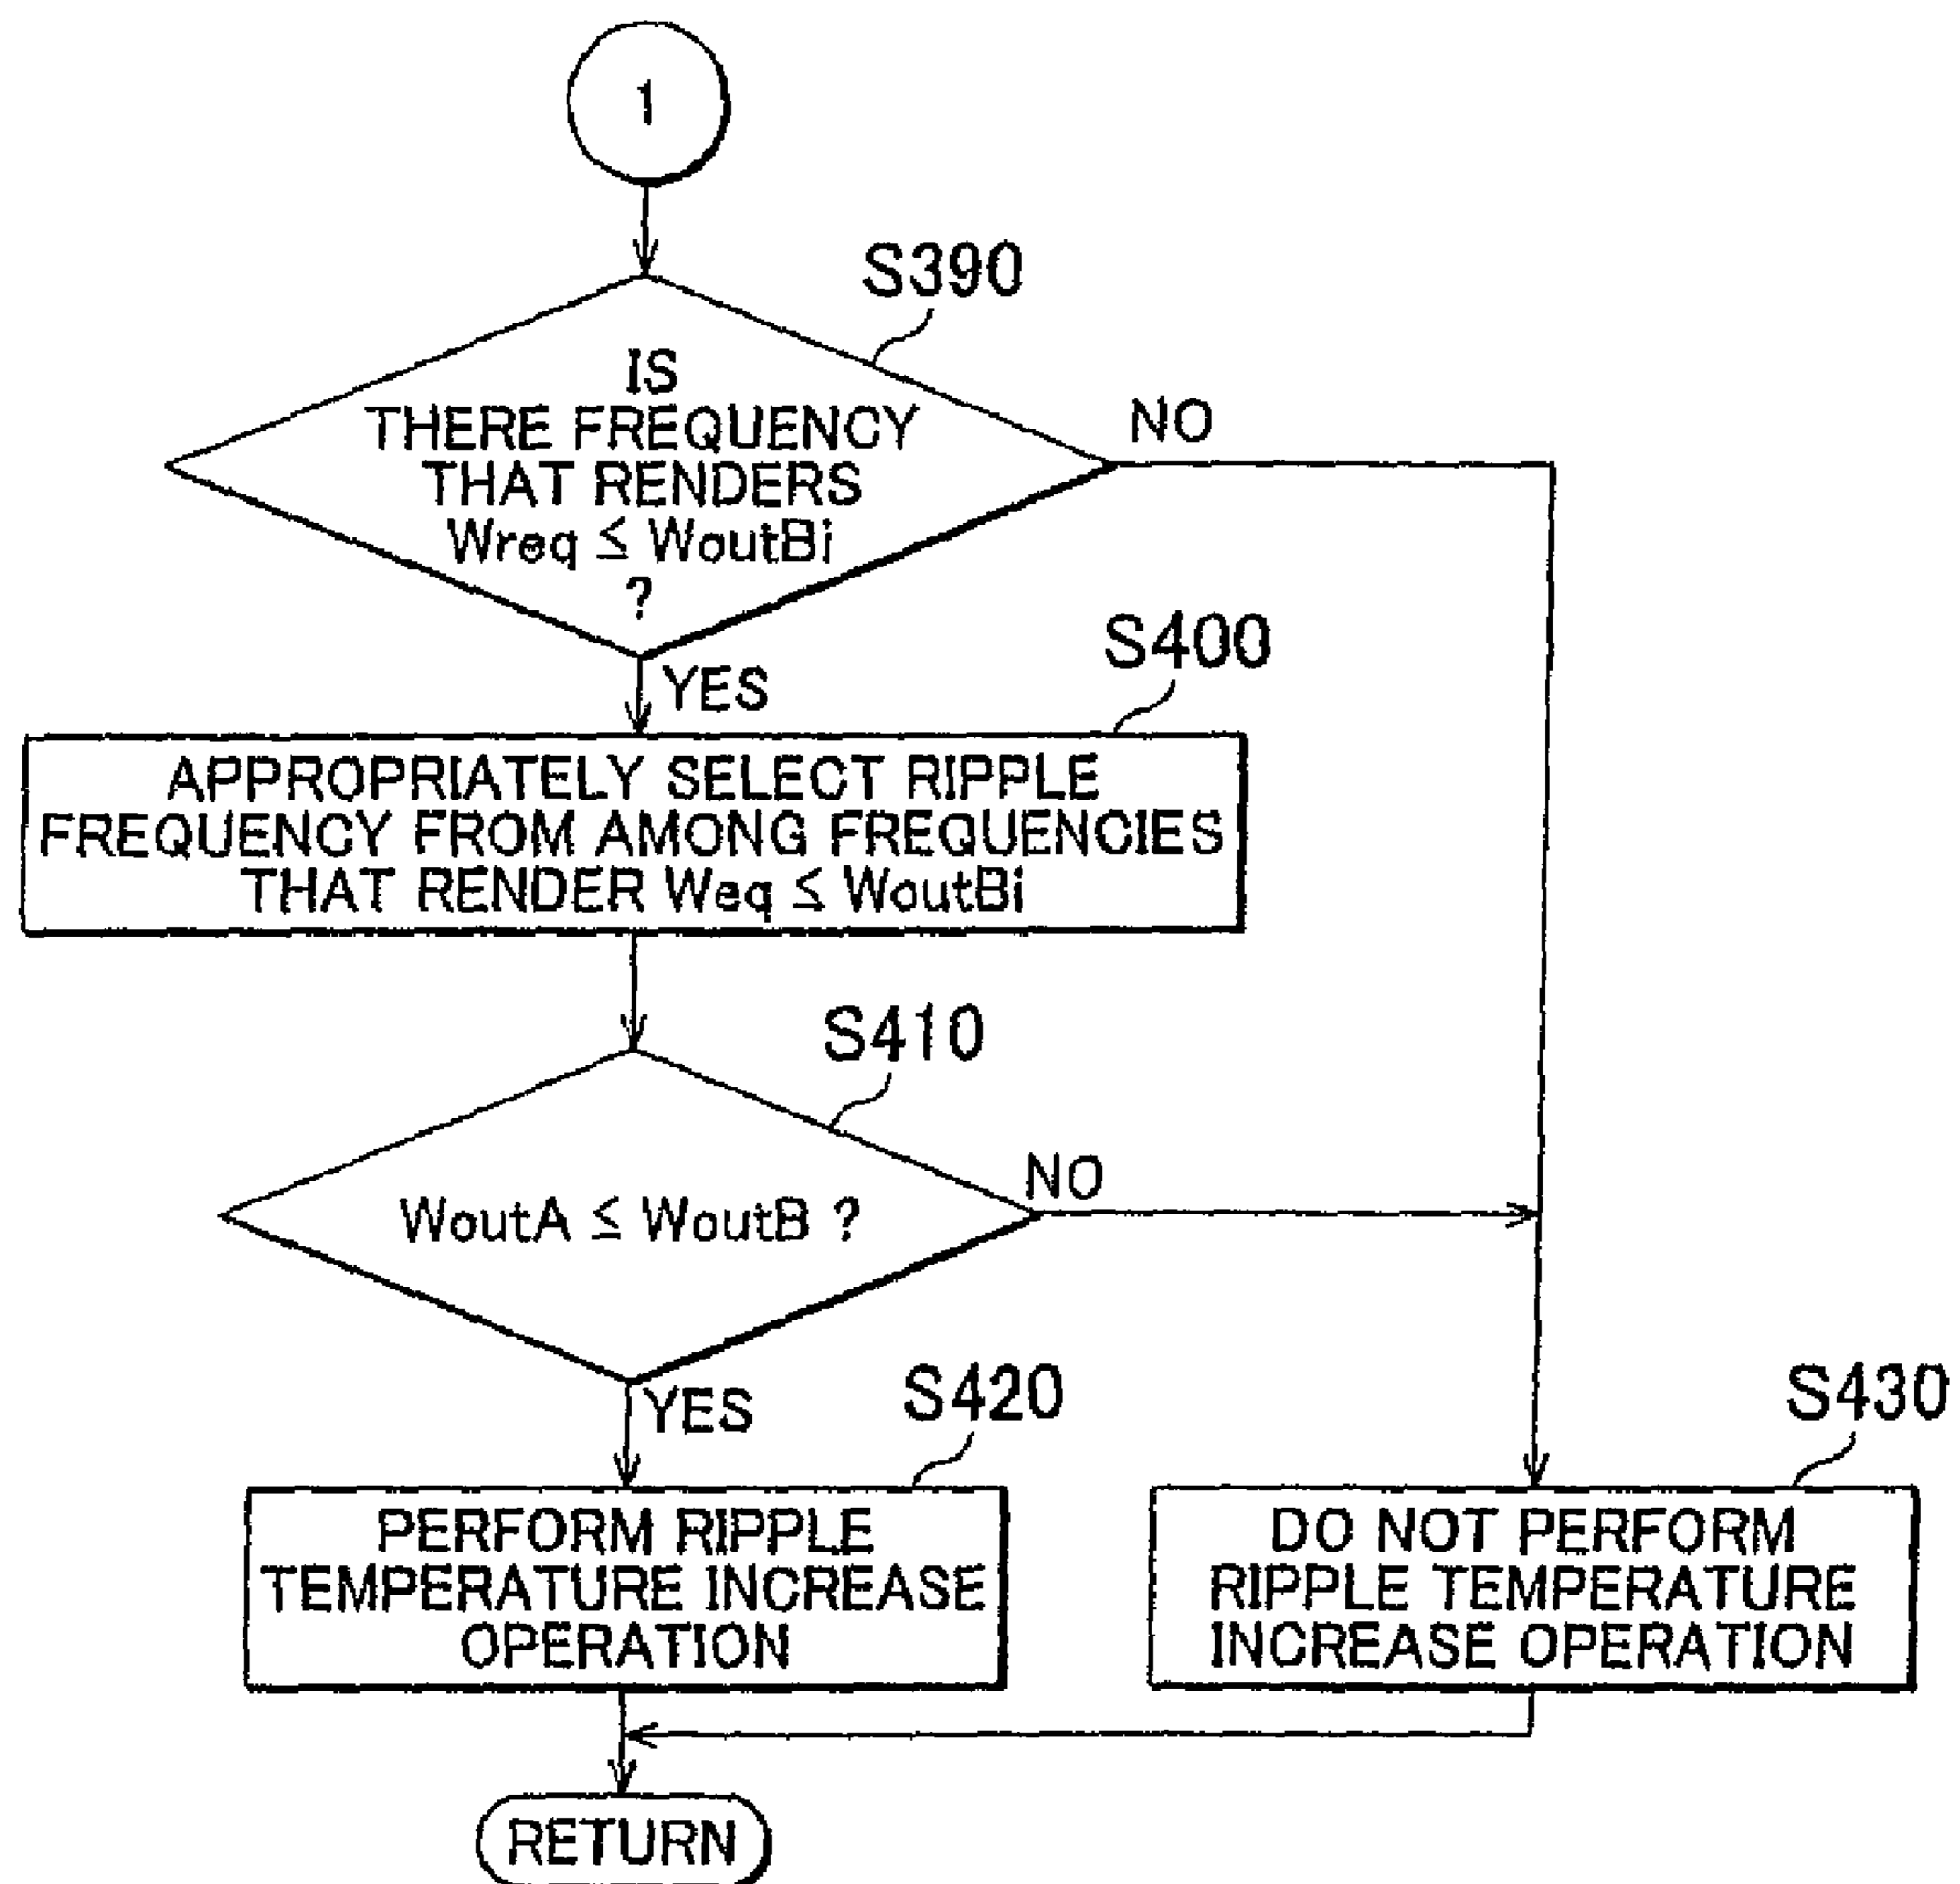 1
S390
IS
THERE FREQUENCY
THAT RENDERS
Wreq ≤ WoutBi
?
NO
YES
S400
APPROPRIATELY SELECT RIPPLE
FREQUENCY FROM AMONG FREQUENCIES
THAT RENDER Weq ≤ WoutBi
S410
WoutA ≤ WoutB ?
NO
YES
S420
PERFORM RIPPLE
TEMPERATURE INCREASE
OPERATION
S430
DO NOT PERFORM
RIPPLE TEMPERATURE
INCREASE OPERATION
RETURN